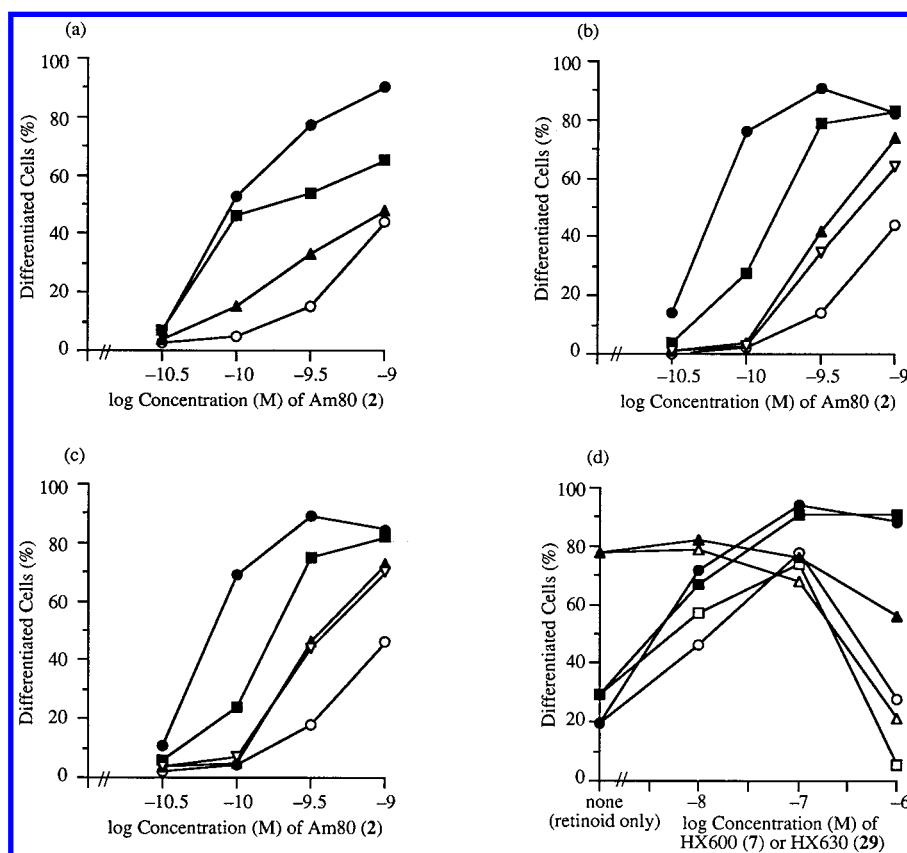 (a)
Differentiated Cells (%)
100
80
60
40
20
0
−10.5 −10 −9.5 −9
log Concentration (M) of Am80 (2)
(b)
Differentiated Cells (%)
100
80
60
40
20
0
−10.5 −10 −9.5 −9
log Concentration (M) of Am80 (2)
(c)
Differentiated Cells (%)
100
80
60
40
20
0
−10.5 −10 −9.5 −9
log Concentration (M) of Am80 (2)
(d)
Differentiated Cells (%)
100
80
60
40
20
0
none −8 −7 −6
(retinoid only) log Concentration (M) of
HX600 (7) or HX630 (29)